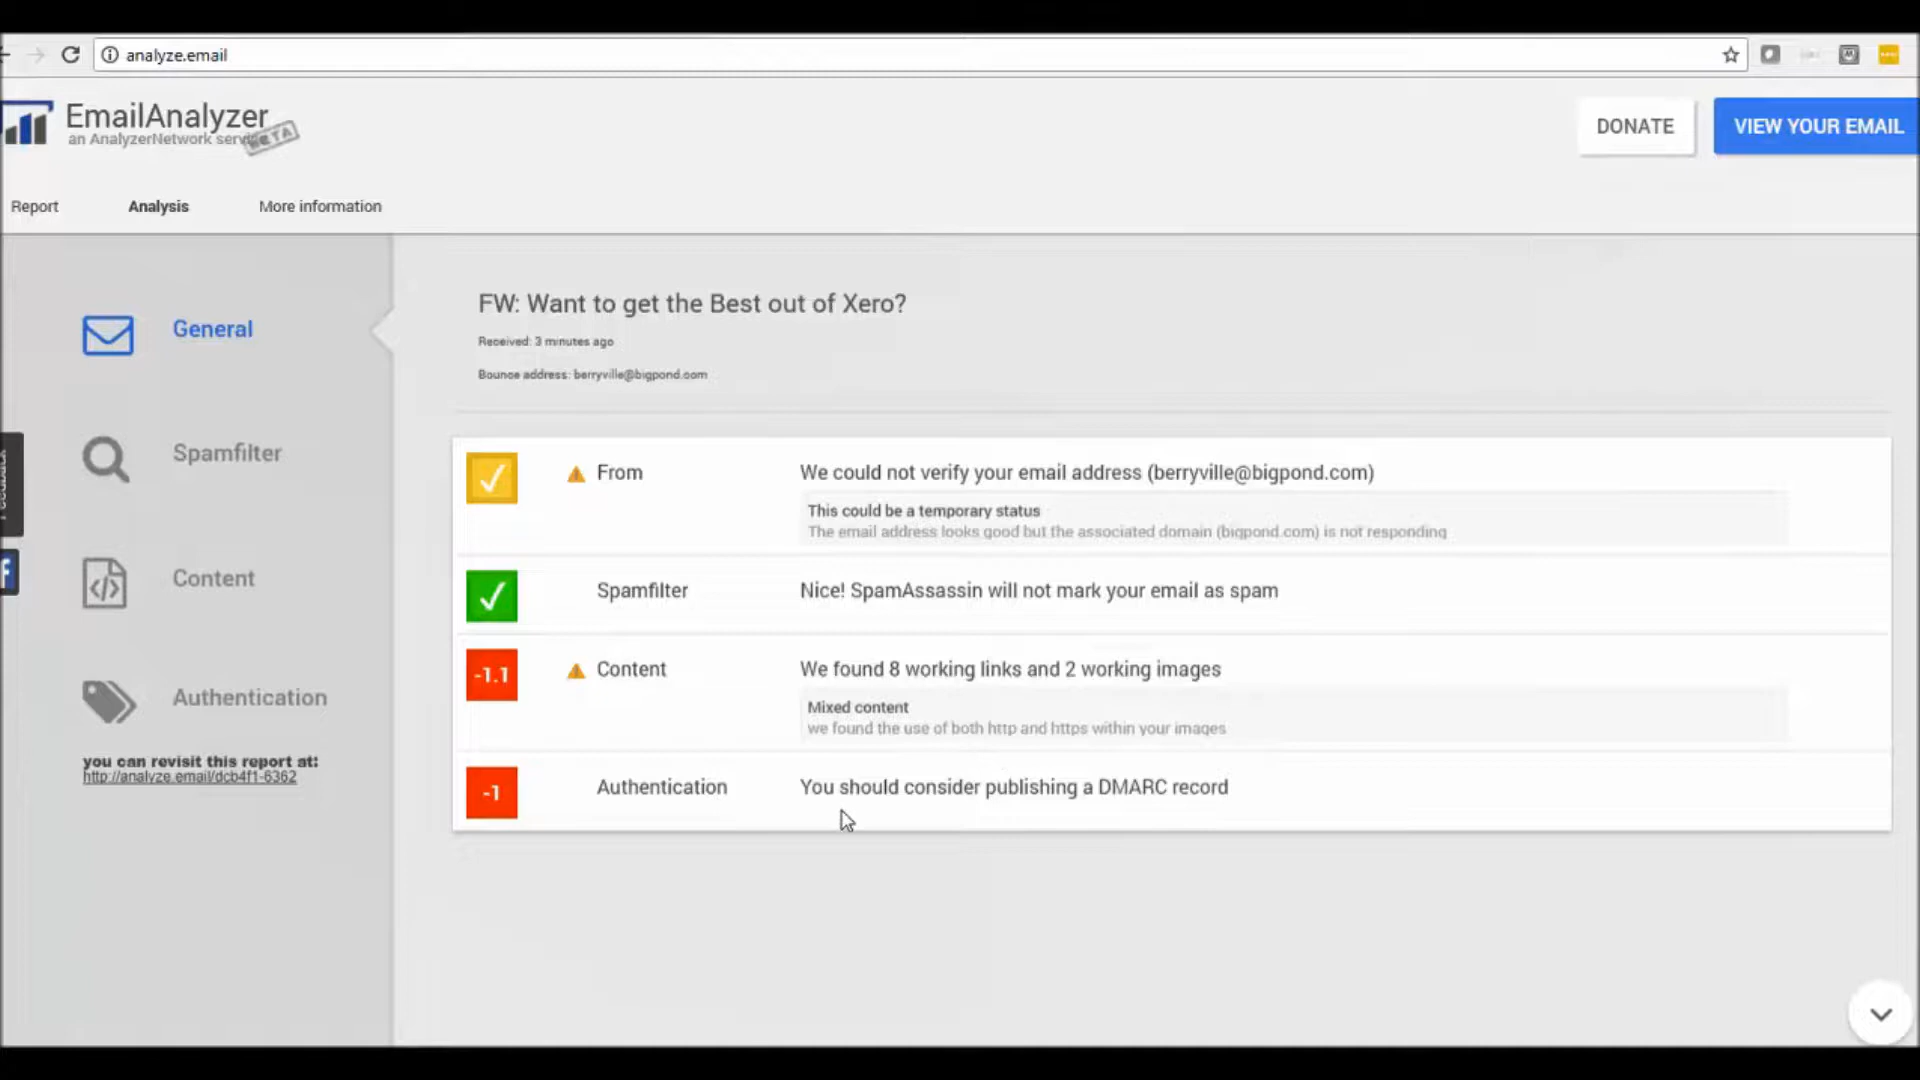 analyze.email
EmailAnalyzer
an AnalyzerNetwork
BETA
DONATE
VIEW YOUR EMAIL
Report
Analysis
More information
General
Spamfilter
Content
Authentication
you can revisit this report at:
http://analyze.email/dcb4f1-6362
Feedback
f
FW: Want to get the Best out of Xero?
Received: 3 minutes ago
Bounce address: berryville@bigpond.com
From
We could not verify your email address (berryville@bigpond.com)
This could be a temporary status
The email address looks good but the associated domain (bigpond.com) is not responding
Spamfilter
Nice! SpamAssassin will not mark your email as spam
-1.1
Content
We found 8 working links and 2 working images
Mixed content
we found the use of both http and https within your images
-1
Authentication
You should consider publishing a DMARC record